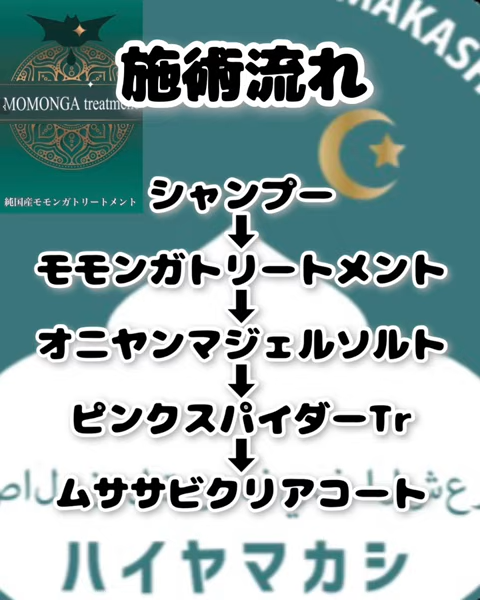 MAKASH
施術流れ
MOMONGA treatment
純国産モモンガトリートメント
シャンプー
モモンガトリートメント
オニヤンマジェルソルト
ピンクスパイダーTr
ムササビクリアコート
ハイヤマカシ